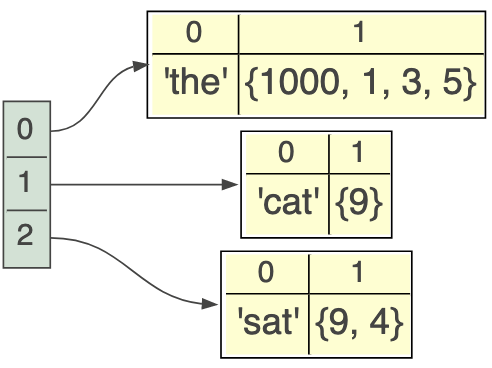 0 1
'the' {1000, 1, 3, 5}
0
1
2
0 1
'cat' {9}
0 1
'sat' {9, 4}